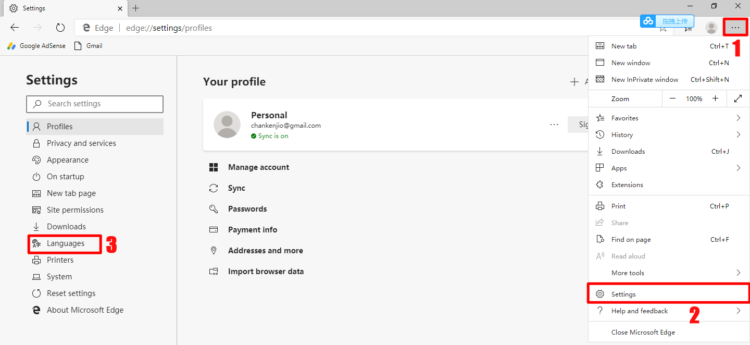 Settings
Edge
edge://settings/profiles
拖拽上传
1
Google AdSense
Gmail
Settings
Search settings
Profiles
Privacy and services
Appearance
On startup
New tab page
Site permissions
Downloads
Languages
3
Printers
System
Reset settings
About Microsoft Edge
Your profile
Personal
chankenjio@gmail.com
Sync is on
Manage account
Sync
Passwords
Payment info
Addresses and more
Import browser data
New tab Ctrl+T
New window Ctrl+N
New InPrivate window Ctrl+Shift+N
Zoom 100%
Favorites
History
Downloads Ctrl+J
Apps
Extensions
Print Ctrl+P
Share
Find on page Ctrl+F
Read aloud
More tools
Settings
2
Help and feedback
Close Microsoft Edge